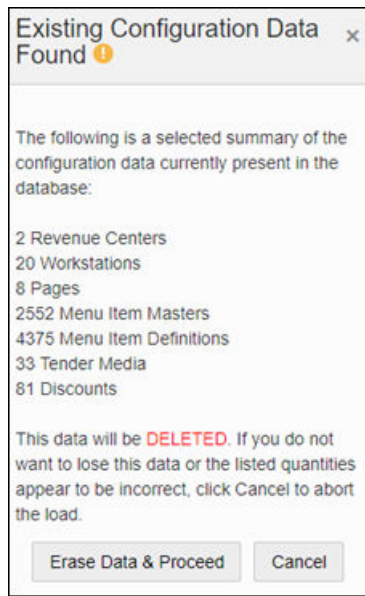 Existing Configuration Data
Found
×
The following is a selected summary of the
configuration data currently present in the
database:
2 Revenue Centers
20 Workstations
8 Pages
2552 Menu Item Masters
4375 Menu Item Definitions
33 Tender Media
81 Discounts
This data will be DELETED. If you do not
want to lose this data or the listed quantities
appear to be incorrect, click Cancel to abort
the load.
Erase Data & Proceed
Cancel